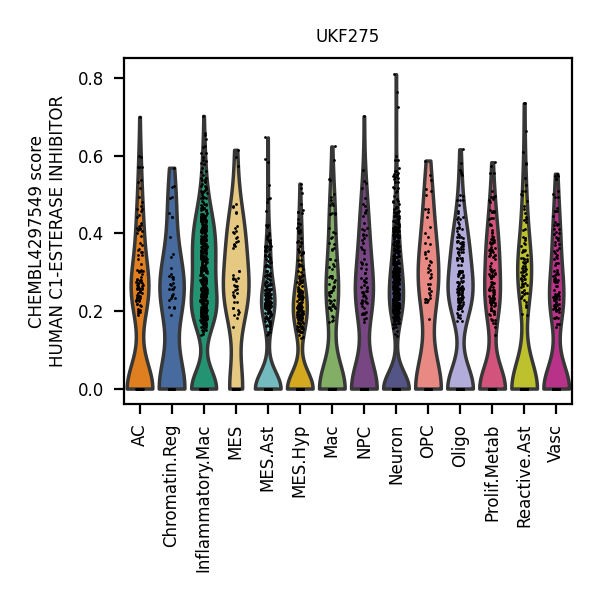 UKF275
CHEMBL4297549 score
HUMAN C1-ESTERASE INHIBITOR
0.8
0.6
0.4
0.2
0.0
AC
Chromatin.Reg
Inflammatory.Mac
MES
MES.Ast
MES.Hyp
Mac
NPC
Neuron
OPC
Oligo
Prolif.Metab
Reactive.Ast
Vasc